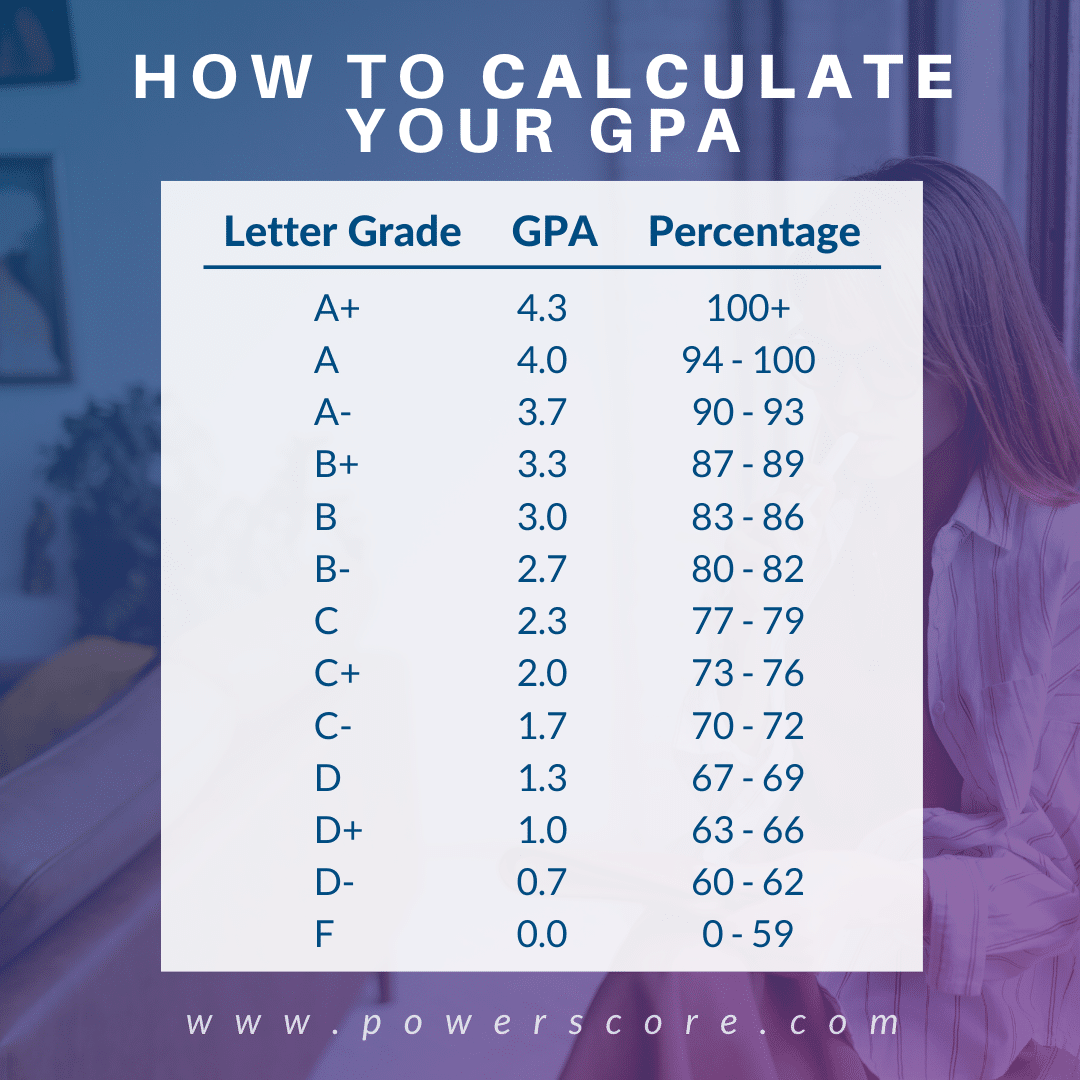 HOW TO CALCULATE
YOUR GPA
Letter Grade GPA Percentage
A+ 4.3 100+
A 4.0 94 - 100
A- 3.7 90 - 93
B+ 3.3 87 - 89
B 3.0 83 - 86
B- 2.7 80 - 82
C 2.3 77 - 79
C+ 2.0 73 - 76
C- 1.7 70 - 72
D 1.3 67 - 69
D+ 1.0 63 - 66
D- 0.7 60 - 62
F 0.0 0 - 59
www.powerscore.com